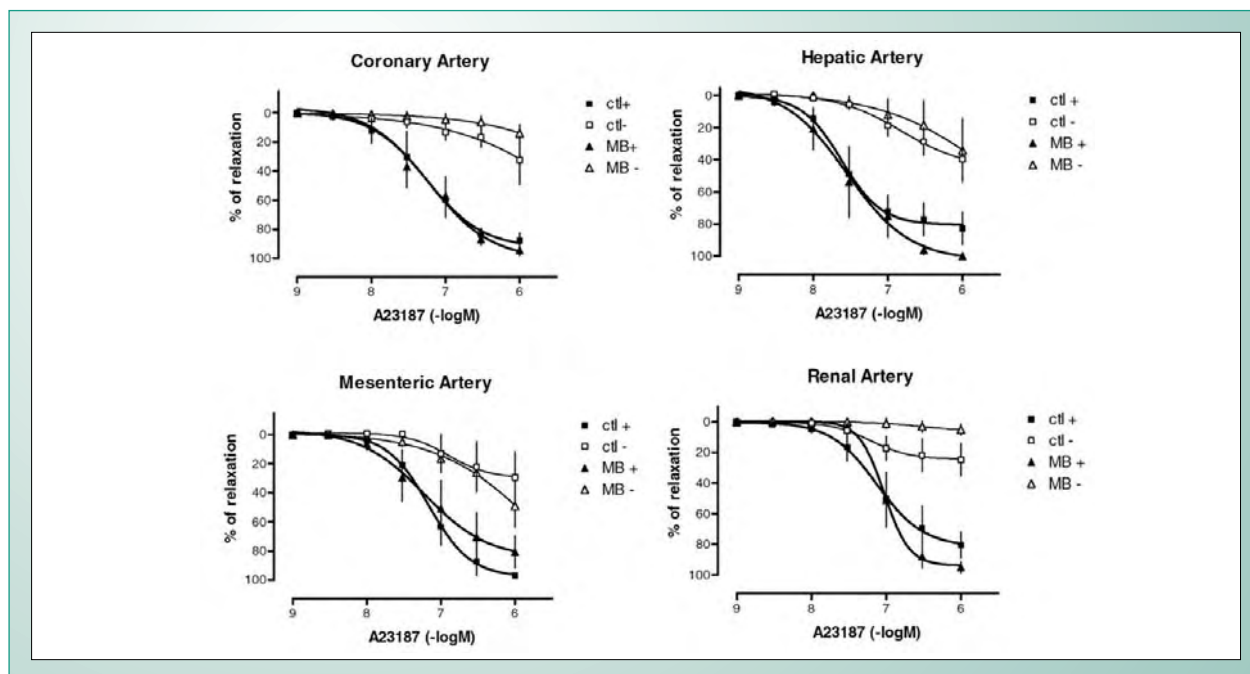 Coronary Artery
% of relaxation
0
20
40
60
80
100
9
8
7
6
A23187 (-logM)
ctl+
ctl-
MB+
MB -
Hepatic Artery
% of relaxation
0
20
40
60
80
100
9
8
7
6
A23187 (-logM)
ctl +
ctl -
MB +
MB -
Mesenteric Artery
% of relaxation
0
20
40
60
80
100
9
8
7
6
A23187 (-logM)
ctl +
ctl -
MB +
MB -
Renal Artery
% of relaxation
0
20
40
60
80
100
9
8
7
6
A23187 (-logM)
ctl +
ctl -
MB +
MB -